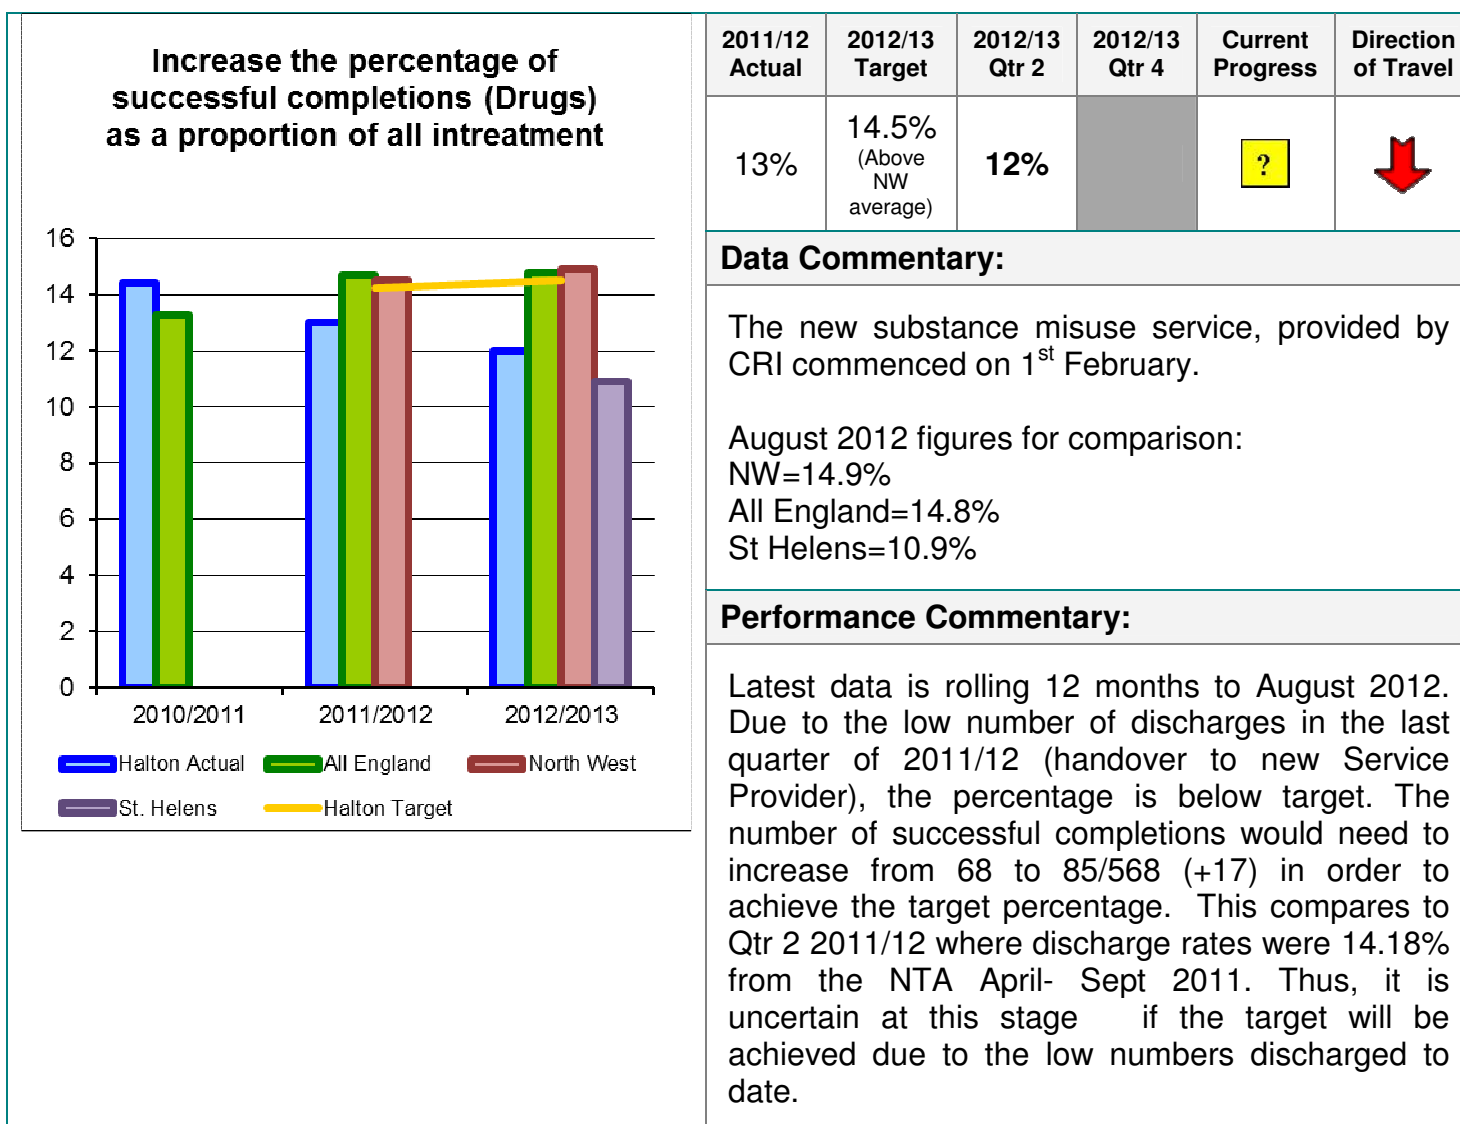 Increase the percentage of
successful completions (Drugs)
as a proportion of all intreatment
16
14
12
10
8
6
4
2
0
2010/2011 2011/2012 2012/2013
Halton Actual All England North West
St. Helens Halton Target
2011/12 Actual
2012/13 Target
2012/13 Qtr 2
2012/13 Qtr 4
Current Progress
Direction of Travel
13%
14.5%
(Above
NW
average)
12%
?
Data Commentary:
The new substance misuse service, provided by
CRI commenced on 1st February.
August 2012 figures for comparison:
NW=14.9%
All England=14.8%
St Helens=10.9%
Performance Commentary:
Latest data is rolling 12 months to August 2012.
Due to the low number of discharges in the last
quarter of 2011/12 (handover to new Service
Provider), the percentage is below target. The
number of successful completions would need to
increase from 68 to 85/568 (+17) in order to
achieve the target percentage. This compares to
Qtr 2 2011/12 where discharge rates were 14.18%
from the NTA April- Sept 2011. Thus, it is
uncertain at this stage if the target will be
achieved due to the low numbers discharged to
date.